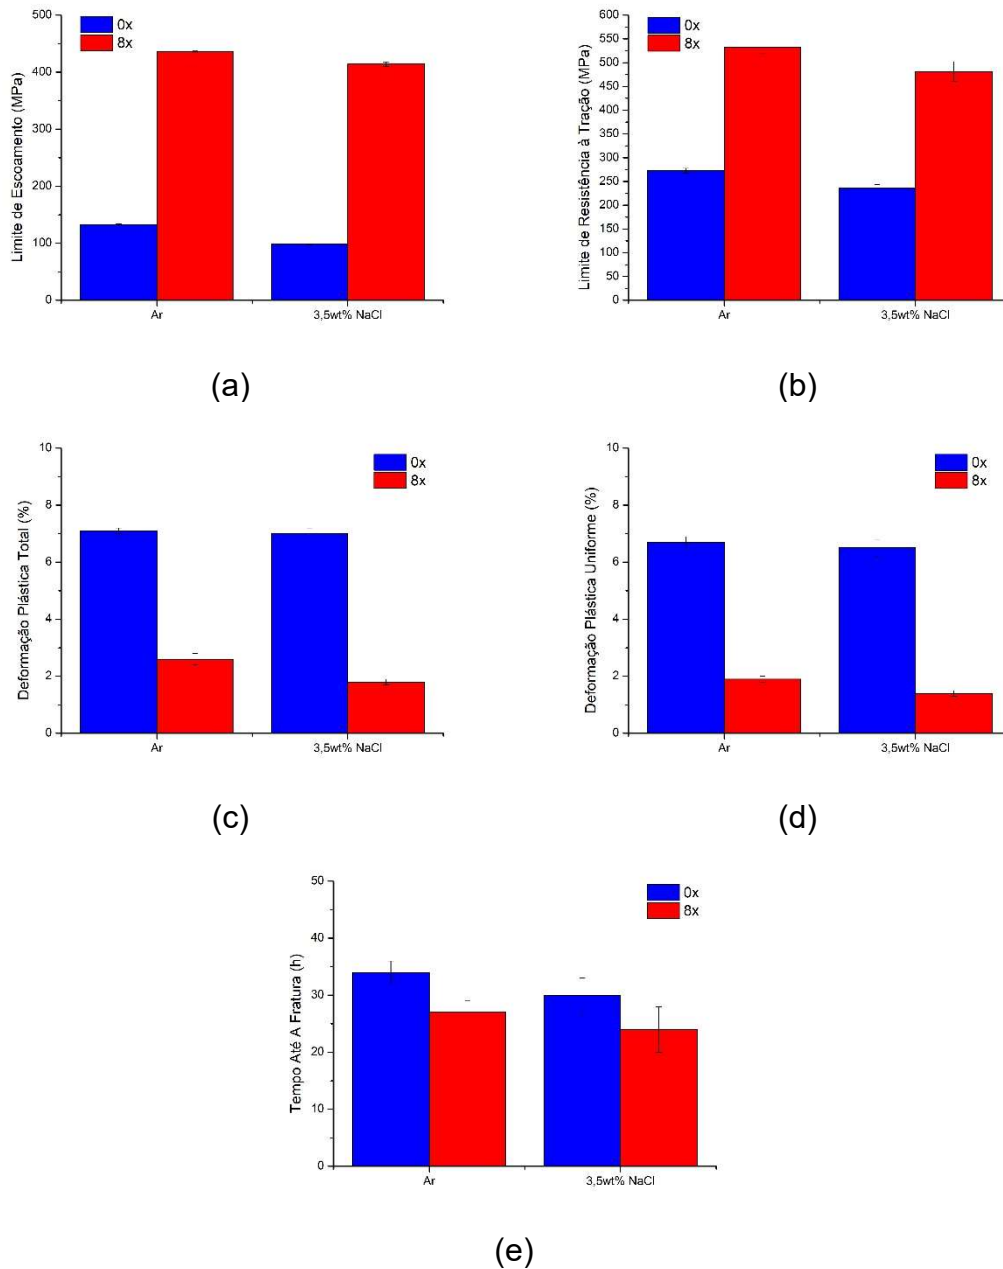 Limite de Escoamento (MPa)
500
400
300
200
100
0
0x
8x
Ar
3,5wt% NaCl
(a)
Limite de Resistência à Tração (MPa)
600
550
500
450
400
350
300
250
200
150
100
50
0
0x
8x
Ar
3,5wt% NaCl
(b)
Deformação Plástica Total (%)
10
8
6
4
2
0
0x
8x
Ar
3,5wt% NaCl
(c)
Deformação Plástica Uniforme (%)
10
8
6
4
2
0
0x
8x
Ar
3,5wt% NaCl
(d)
Tempo Até A Fratura (h)
50
40
30
20
10
0
0x
8x
Ar
3,5wt% NaCl
(e)